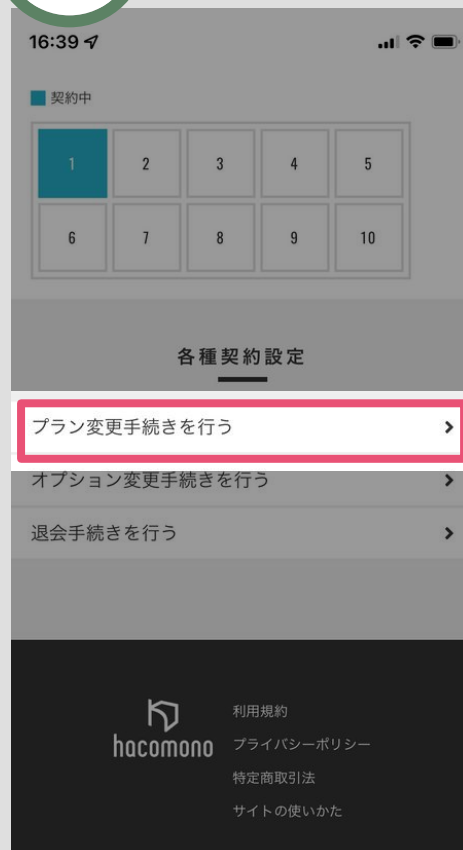 16:39
契約中
1 2 3 4 5
6 7 8 9 10
各種契約設定
プラン変更手続きを行う
オプション変更手続きを行う
退会手続きを行う
hacomono
利用規約
プライバシーポリシー
特定商取引法
サイトの使いかた